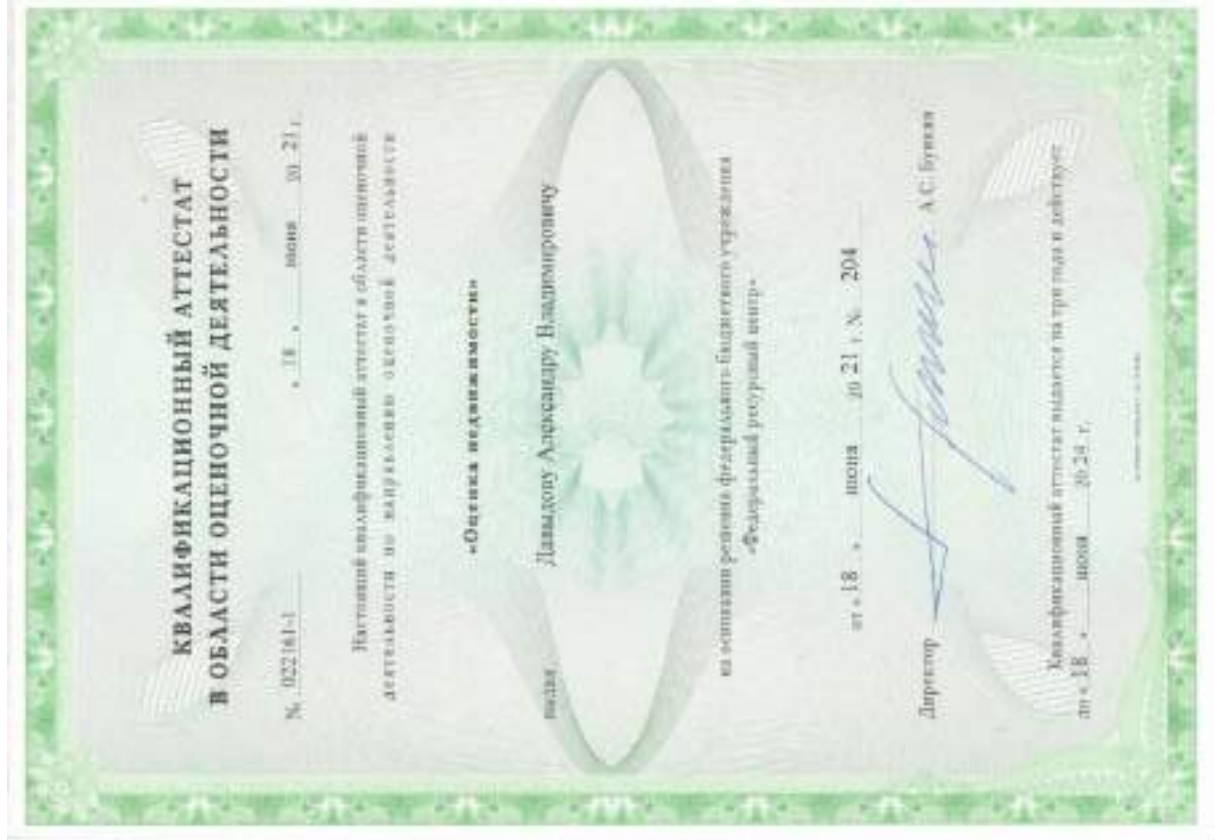 КВАЛИФИКАЦИОННЫЙ АТТЕСТАТ
В ОБЛАСТИ ОЦЕНОЧНОЙ ДЕЯТЕЛЬНОСТИ
№ 022161-1 « 18 » июня 20 21 г.
Настоящий квалификационный аттестат в области оценочной
деятельности по направлению оценочной деятельности
«Оценка недвижимости»
выдан Давыдову Александру Владимировичу
на основании решения федерального бюджетного учреждения
«Федеральный ресурсный центр»
от « 18 » июня 20 21 г. № 204
Директор А.С. Бункин
Квалификационный аттестат выдается на три года и действует
до « 18 » июня 20 24 г.